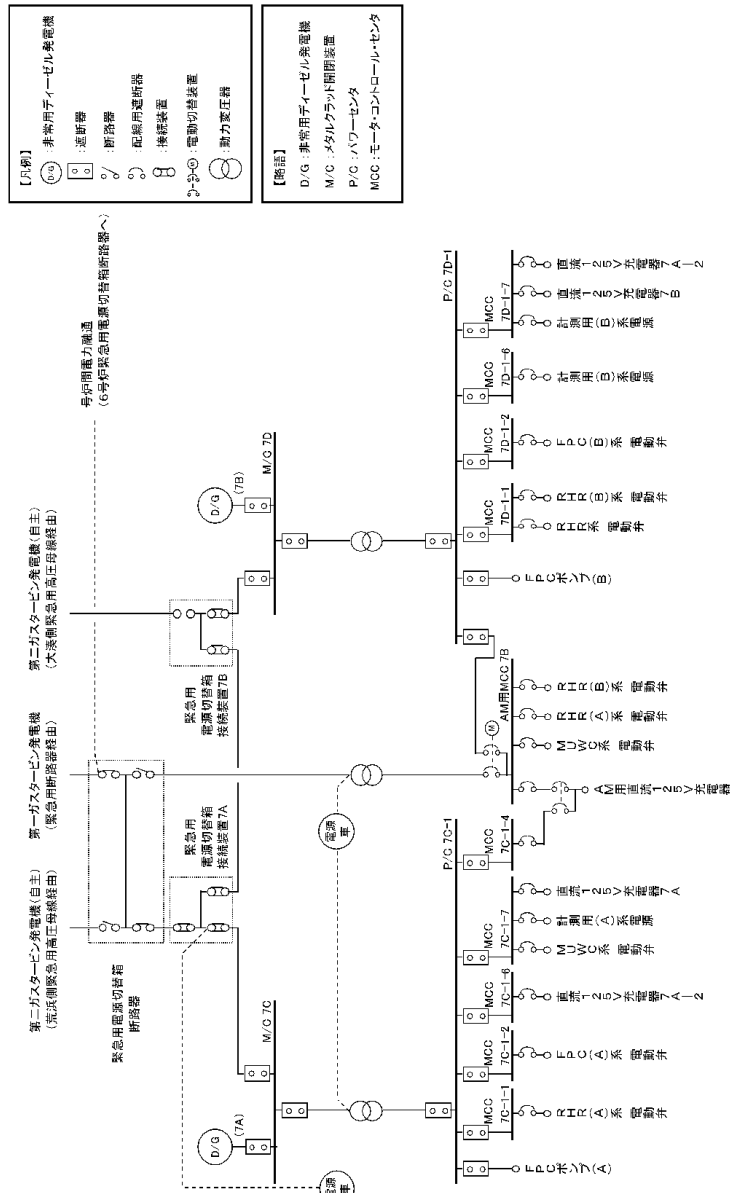 【凡例】
D/G
:非常用ディーゼル発電機
:遮断器
:断路器
:配線用遮断器
:接続装置
M
:電動切替装置
:動力変圧器
【略語】
D/G :非常用ディーゼル発電機
M/C :メタルクラッド開閉装置
P/C :パワーセンタ
MCC :モータ・コントロール・センタ
第二ガスタービン発電機(自主)
(荒浜側緊急用高圧母線経由)
第一ガスタービン発電機
(緊急用断路器経由)
第二ガスタービン発電機(自主)
(大湊側緊急用高圧母線経由)
号炉間電力融通
(6号炉緊急用電源切替箱断路器へ)
緊急用電源切替箱
断路器
緊急用
電源切替箱
接続装置7A
緊急用
電源切替箱
接続装置7B
D/G
(7A)
M/C 7C
D/G
(7B)
M/C 7D
電源
車
電源
車
P/C 7C-1
P/C 7D-1
M
AM用MCC 7B
MCC
7C-1-1
MCC
7C-1-2
MCC
7C-1-6
MCC
7C-1-7
MCC
7C-1-4
MCC
7D-1-1
MCC
7D-1-2
MCC
7D-1-6
MCC
7D-1-7
FPCポンプ(A)
RHR(A)系 電動弁
FPC(A)系 電動弁
直流125V充電器7A-2
MUWC系 電動弁
計測用(A)系電源
直流125V充電器7A
AM用直流125V充電器
MUWC系 電動弁
RHR(A)系 電動弁
RHR(B)系 電動弁
FPCポンプ(B)
RHR系 電動弁
RHR(B)系 電動弁
FPC(B)系 電動弁
計測用(B)系電源
計測用(B)系電源
直流125V充電器7B
直流125V充電器7A-2